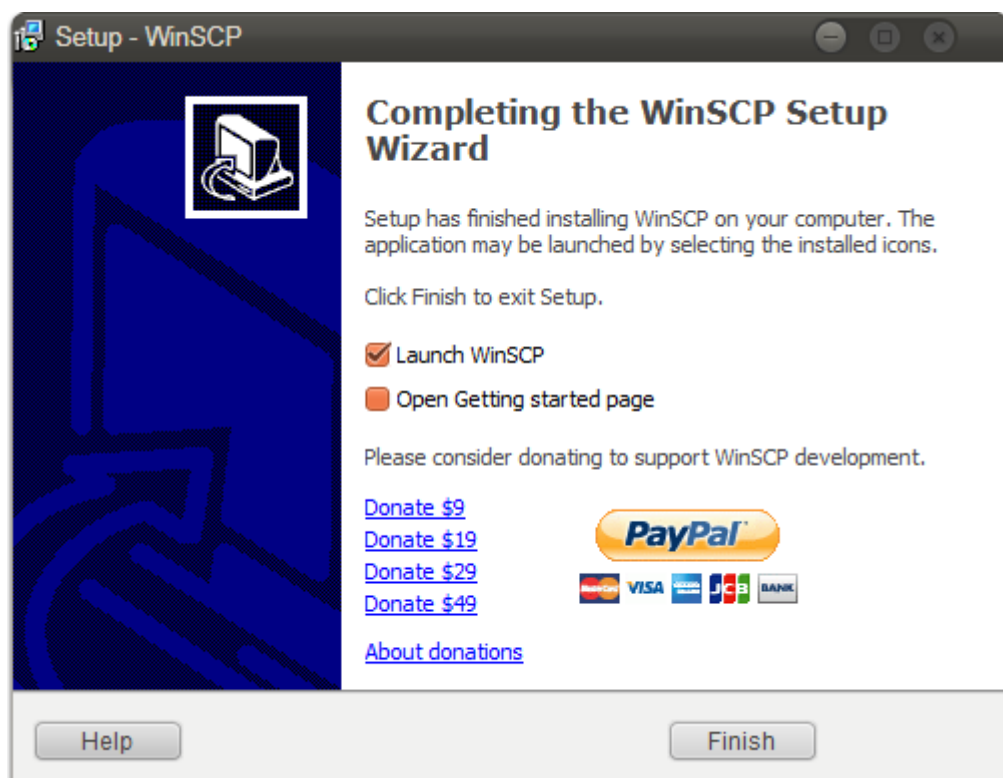 Setup - WinSCP
Completing the WinSCP Setup
Wizard
Setup has finished installing WinSCP on your computer. The
application may be launched by selecting the installed icons.
Click Finish to exit Setup.
Launch WinSCP
Open Getting started page
Please consider donating to support WinSCP development.
Donate $9
Donate $19
Donate $29
Donate $49
PayPal
VISA
JCB
BANK
About donations
Help
Finish